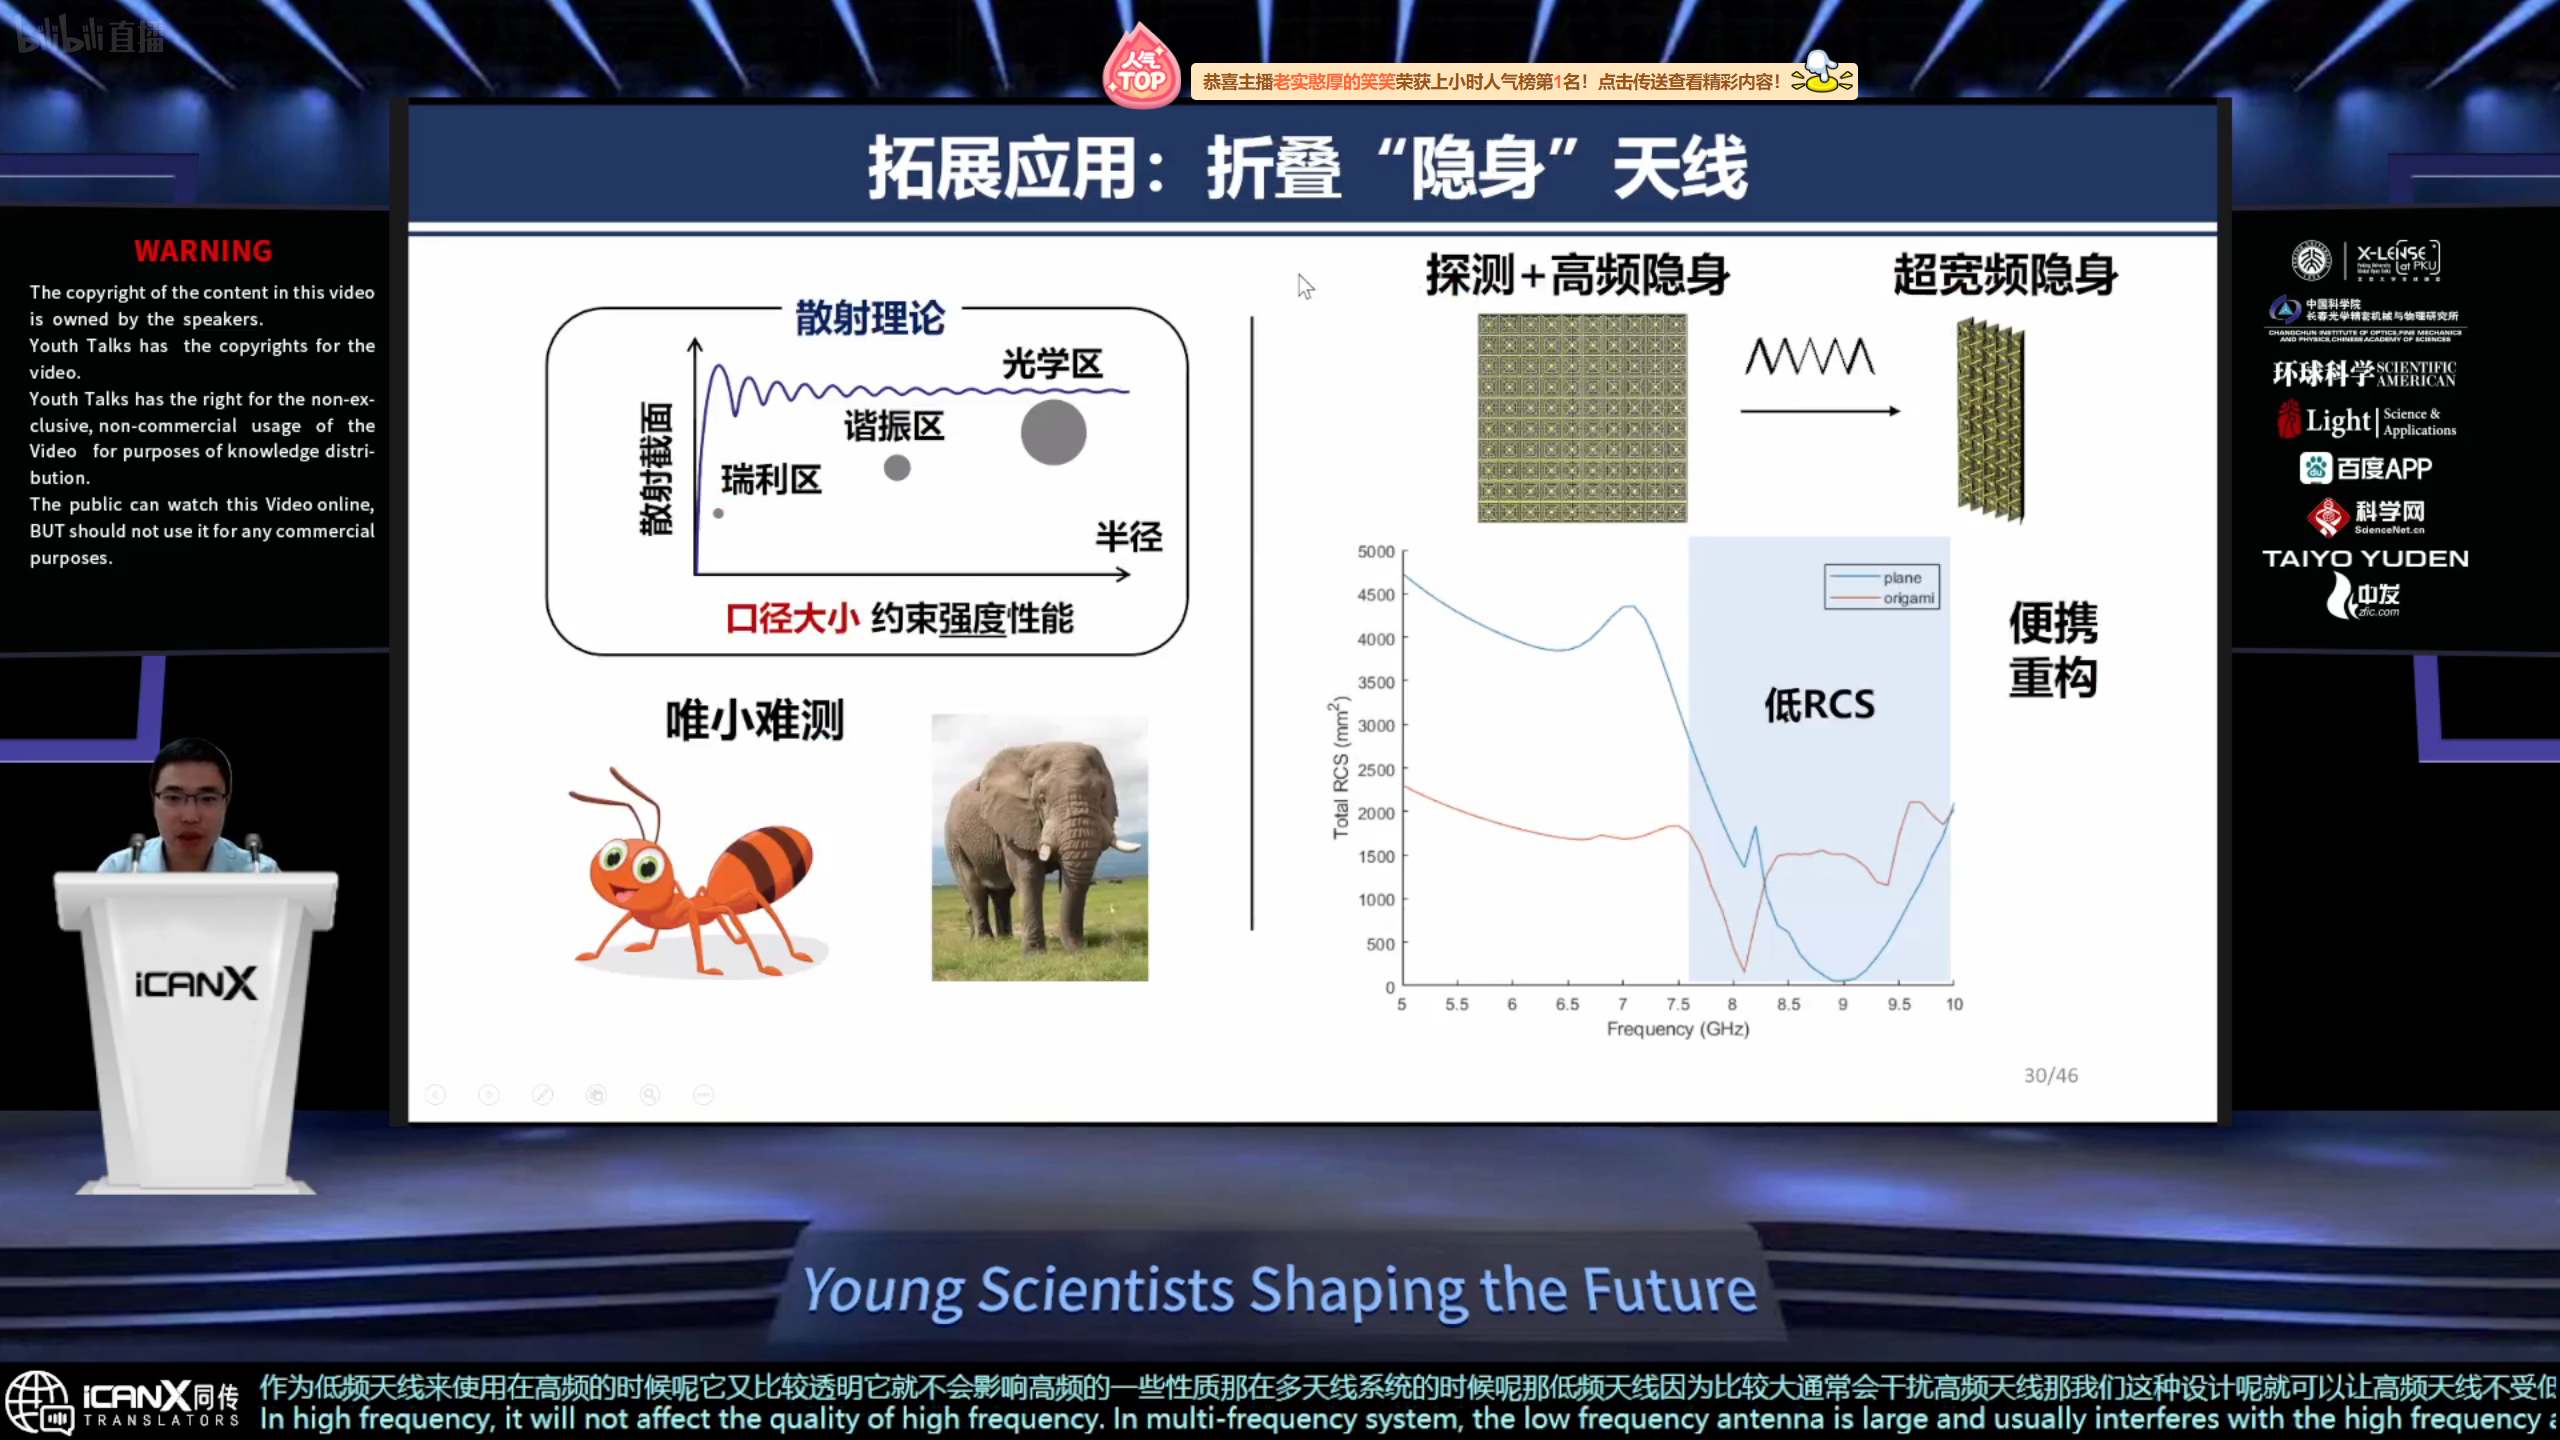 bilibili 直播
人气
TOP
恭喜主播老实憨厚的笑笑荣获上小时人气榜第1名！点击传送查看精彩内容！
拓展应用：折叠“隐身”天线
WARNING
The copyright of the content in this video
is owned by the speakers.
Youth Talks has the copyrights for the
video.
Youth Talks has the right for the non-ex-
clusive, non-commercial usage of the
Video for purposes of knowledge distri-
bution.
The public can watch this Video online,
BUT should not use it for any commercial
purposes.
散射理论
散射截面
光学区
谐振区
瑞利区
半径
口径大小 约束强度性能
唯小难测
探测+高频隐身
超宽频隐身
5000
4500
4000
3500
3000
2500
2000
1500
1000
500
0
Total RCS (mm2)
plane
origami
低RCS
5 5.5 6 6.5 7 7.5 8 8.5 9 9.5 10
Frequency (GHz)
便携
重构
30/46
X-LENSE
at PKU
中国科学院
长春光学精密机械与物理研究所
CHANGCHUN INSTITUTE OF OPTICS,FINE MECHANICS
AND PHYSICS,CHINESE ACADEMY OF SCIENCES
环球科学 SCIENTIFIC AMERICAN
Light Science & Applications
du 百度APP
科学网
ScienceNet.cn
TAIYO YUDEN
中发
zfic.com
iCANX
Young Scientists Shaping the Future
iCANX同传
TRANSLATORS
作为低频天线来使用在高频的时候呢它又比较透明它就不会影响高频的一些性质那在多天线系统的时候呢那低频天线因为比较大通常会干扰高频天线那我们这种设计呢就可以让高频天线不受
In high frequency, it will not affect the quality of high frequency. In multi-frequency system, the low frequency antenna is large and usually interferes with the high frequency